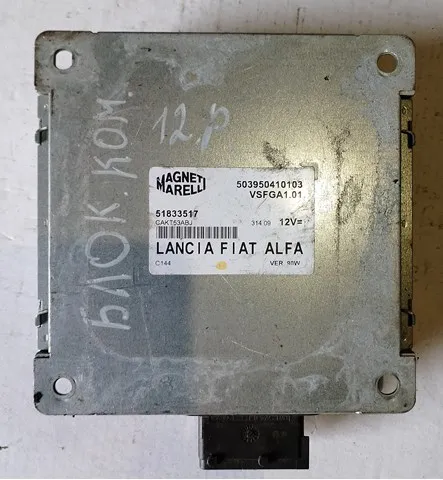 БЛОК. КОМ.
12.р
MAGNETI
MARELLI
503950410103
VSFGA1.01
51833517
CAKT53ABJ
314 09
12V=
LANCIA FIAT ALFA
C144
VER. 90W